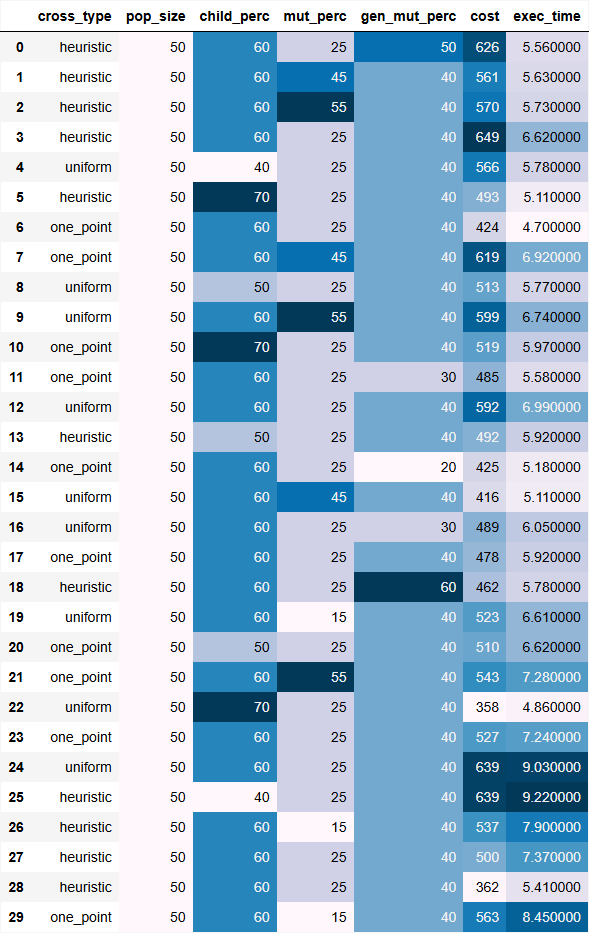 cross_type pop_size child_perc mut_perc gen_mut_perc cost exec_time
0 heuristic 50 60 25 50 626 5.560000
1 heuristic 50 60 45 40 561 5.630000
2 heuristic 50 60 55 40 570 5.730000
3 heuristic 50 60 25 40 649 6.620000
4 uniform 50 40 25 40 566 5.780000
5 heuristic 50 70 25 40 493 5.110000
6 one_point 50 60 25 40 424 4.700000
7 one_point 50 60 45 40 619 6.920000
8 uniform 50 50 25 40 513 5.770000
9 uniform 50 60 55 40 599 6.740000
10 one_point 50 70 25 40 519 5.970000
11 one_point 50 60 25 30 485 5.580000
12 uniform 50 60 25 40 592 6.990000
13 heuristic 50 50 25 40 492 5.920000
14 one_point 50 60 25 20 425 5.180000
15 uniform 50 60 45 40 416 5.110000
16 uniform 50 60 25 30 489 6.050000
17 one_point 50 60 25 40 478 5.920000
18 heuristic 50 60 25 60 462 5.780000
19 uniform 50 60 15 40 523 6.610000
20 one_point 50 50 25 40 510 6.620000
21 one_point 50 60 55 40 543 7.280000
22 uniform 50 70 25 40 358 4.860000
23 one_point 50 60 25 40 527 7.240000
24 uniform 50 60 25 40 639 9.030000
25 heuristic 50 40 25 40 639 9.220000
26 heuristic 50 60 15 40 537 7.900000
27 heuristic 50 60 25 40 500 7.370000
28 heuristic 50 60 25 40 362 5.410000
29 one_point 50 60 15 40 563 8.450000